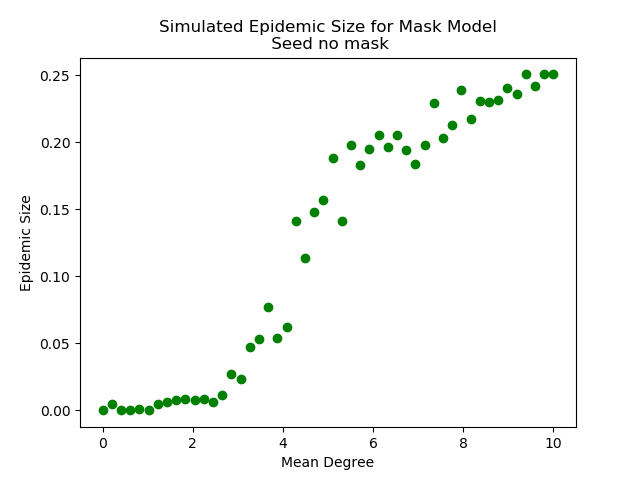 Simulated Epidemic Size for Mask Model
Seed no mask
0.25
0.20
0.15
0.10
0.05
0.00
Epidemic Size
0 2 4 6 8 10
Mean Degree